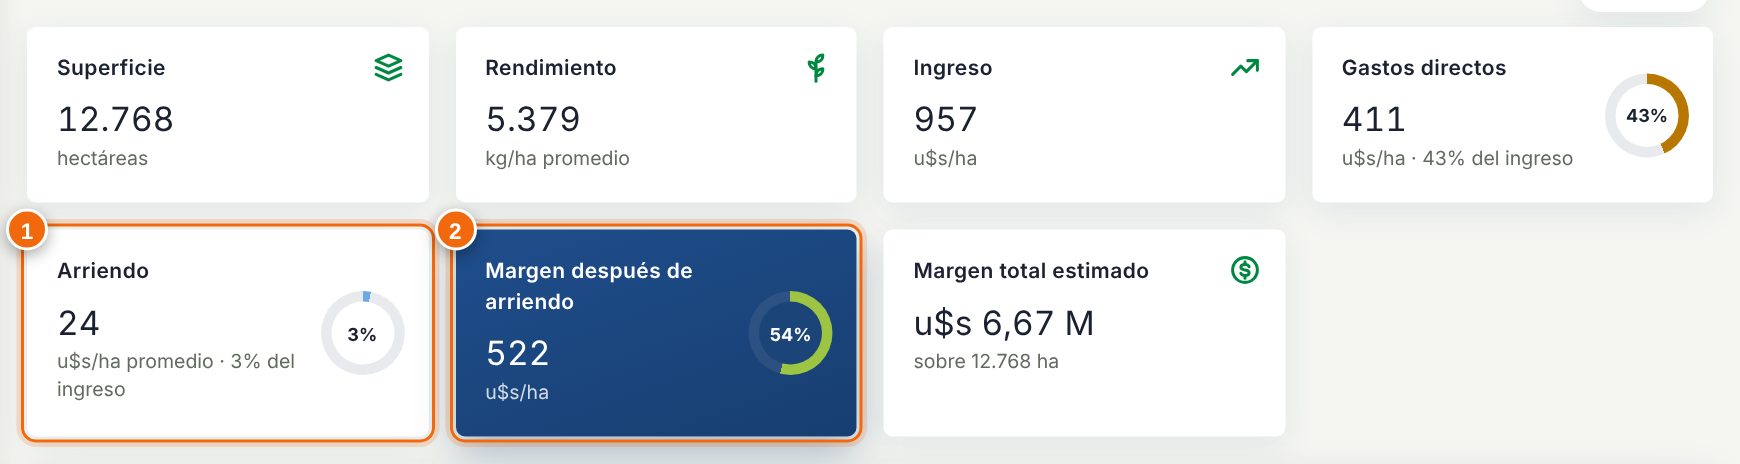 Superficie
12.768
hectáreas
Rendimiento
5.379
kg/ha promedio
Ingreso
957
u$s/ha
Gastos directos
411
u$s/ha · 43% del ingreso
43%
1
Arriendo
24
u$s/ha promedio · 3% del
ingreso
3%
2
Margen después de
arriendo
522
u$s/ha
54%
Margen total estimado
u$s 6,67 M
sobre 12.768 ha